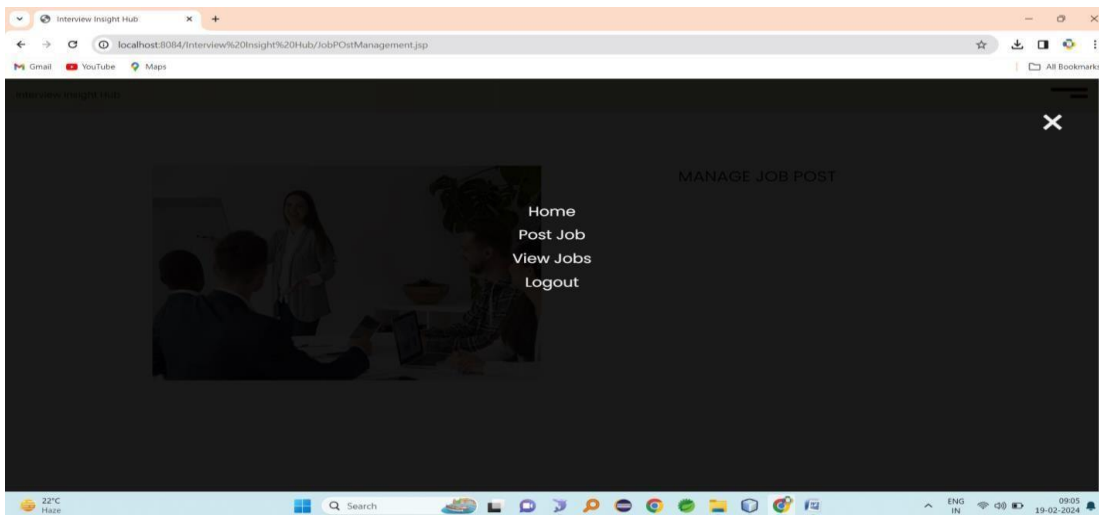 Interview Insight Hub
localhost:8084/Interview%20Insight%20Hub/JobPOstManagement.jsp
Gmail YouTube Maps All Bookmarks
Interview Insight Hub
MANAGE JOB POST
Home
Post Job
View Jobs
Logout
22°C
Haze
Search
ENG
IN
09:05
19-02-2024